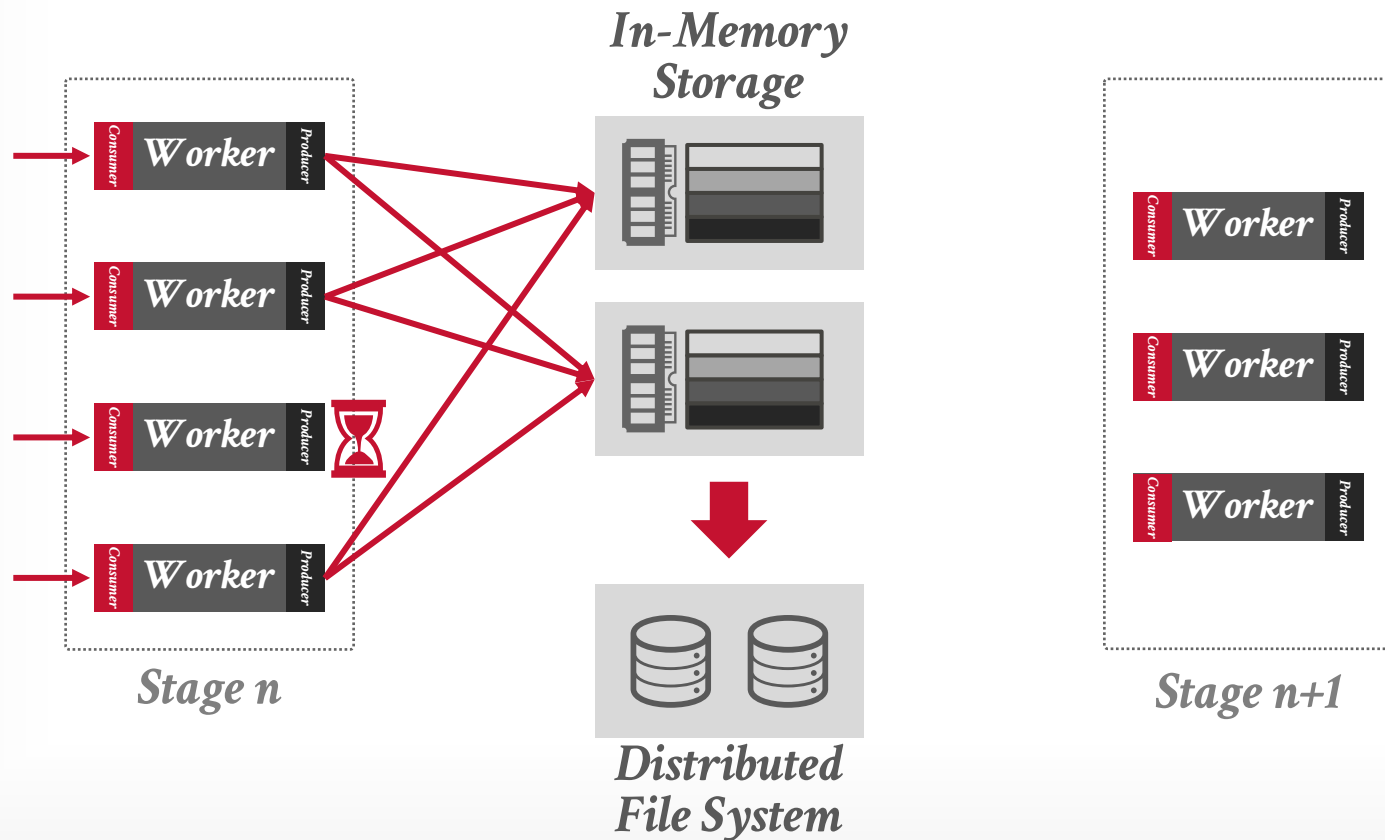 In-Memory
Storage
Consumer Worker Producer
Consumer Worker Producer
Consumer Worker Producer
Consumer Worker Producer
Stage n
Consumer Worker Producer
Consumer Worker Producer
Consumer Worker Producer
Stage n+1
Distributed
File System